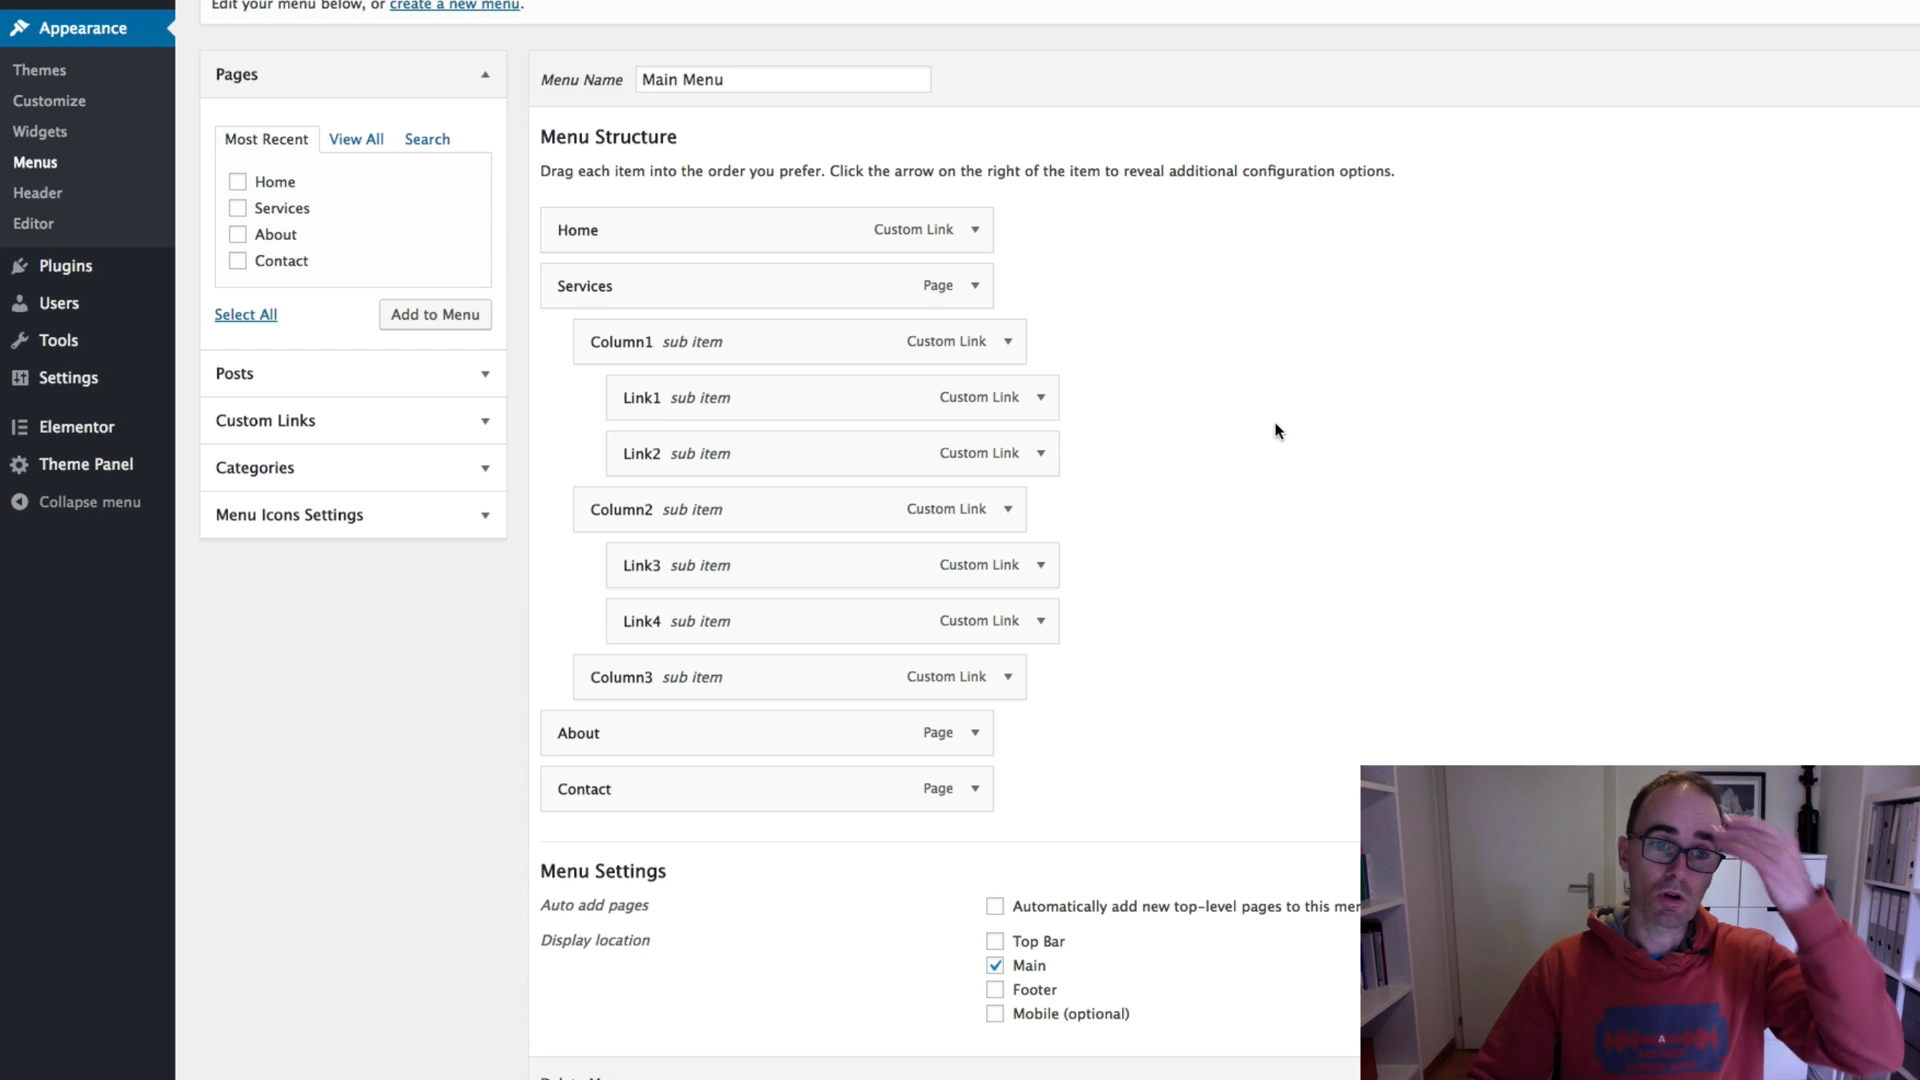 Edit your menu below, or create a new menu.
Appearance
Themes
Customize
Widgets
Menus
Header
Editor
Plugins
Users
Tools
Settings
Elementor
Theme Panel
Collapse menu
Pages
Most Recent View All Search
Home
Services
About
Contact
Select All Add to Menu
Posts
Custom Links
Categories
Menu Icons Settings
Menu Name Main Menu
Menu Structure
Drag each item into the order you prefer. Click the arrow on the right of the item to reveal additional configuration options.
Home Custom Link
Services Page
Column1 sub item Custom Link
Link1 sub item Custom Link
Link2 sub item Custom Link
Column2 sub item Custom Link
Link3 sub item Custom Link
Link4 sub item Custom Link
Column3 sub item Custom Link
About Page
Contact Page
Menu Settings
Auto add pages Automatically add new top-level pages to this
Display location Top Bar
Main
Footer
Mobile (optional)